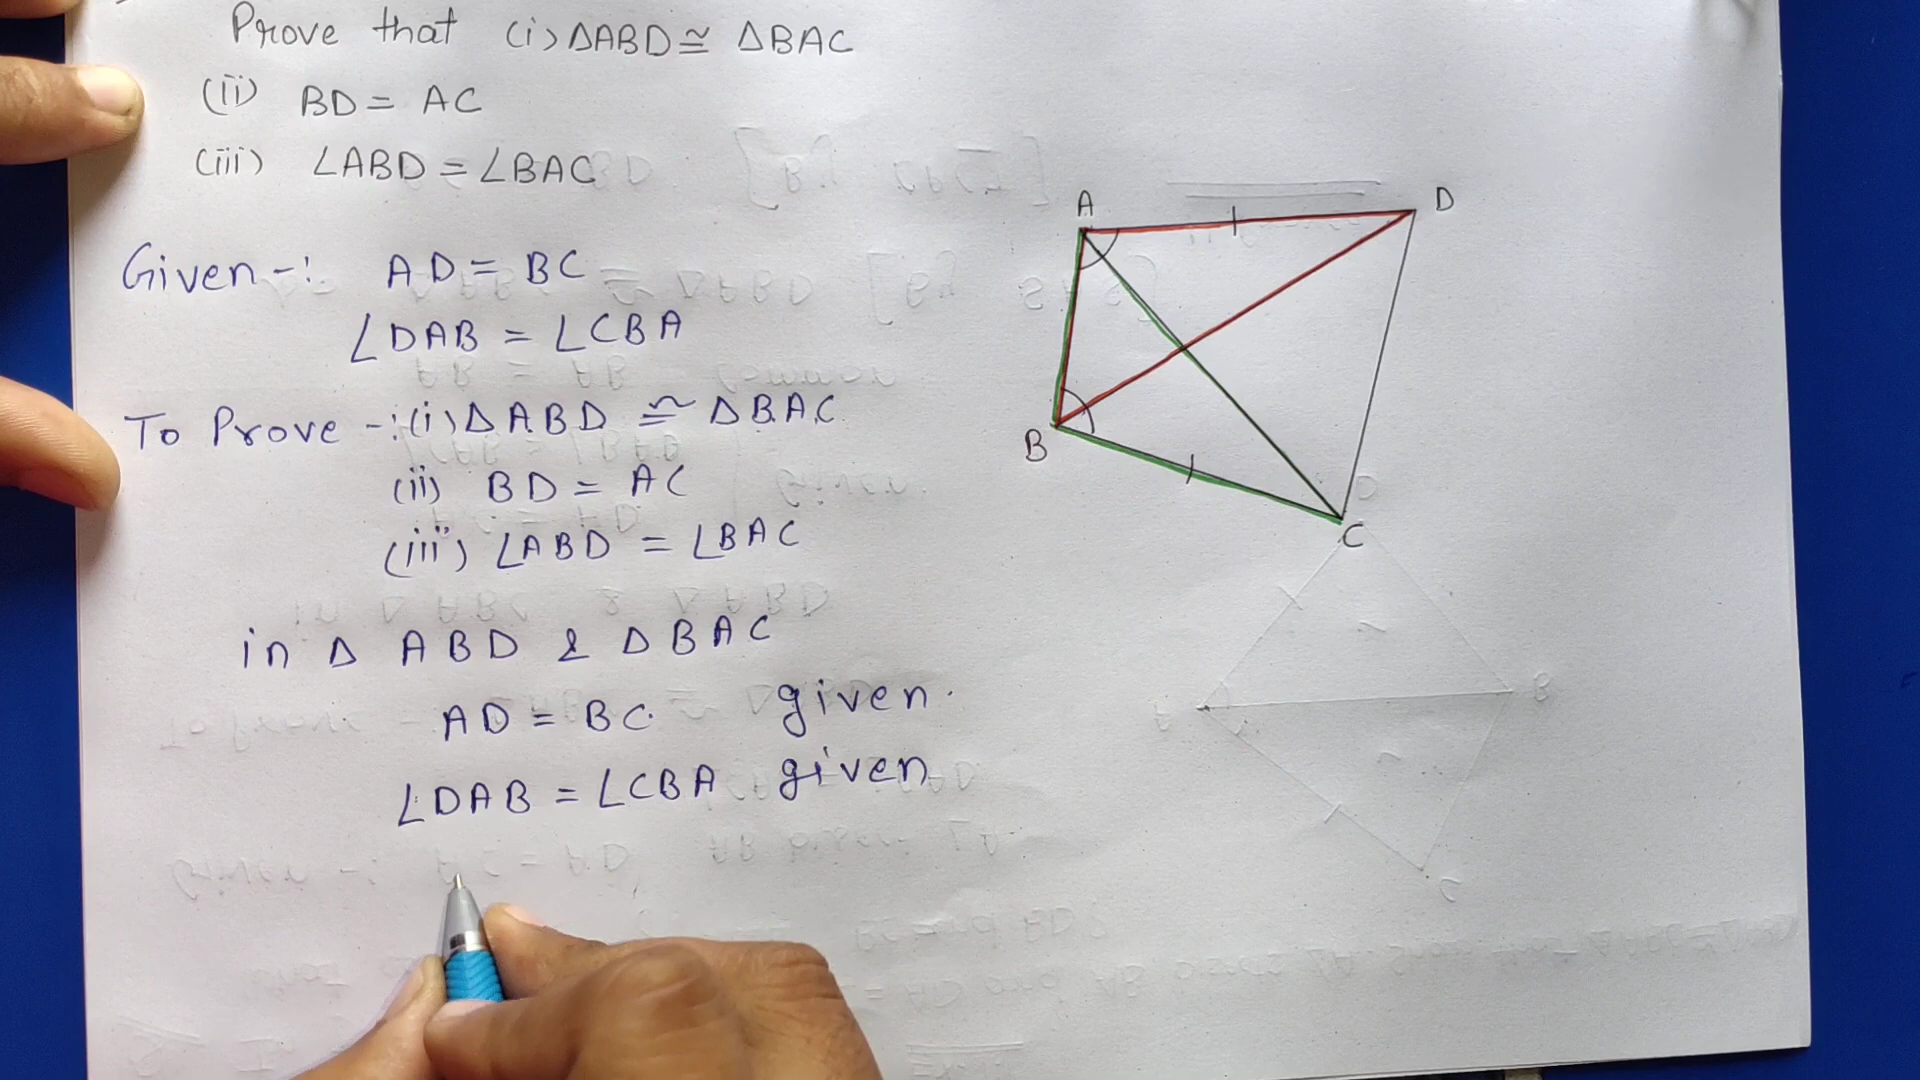 Prove that (i) ΔABD ≅ ΔBAC
(ii) BD = AC
(iii) ∠ABD = ∠BAC
Given -: AD = BC
∠DAB = ∠CBA
To Prove -: (i) ΔABD ≅ ΔBAC
(ii) BD = AC
(iii) ∠ABD = ∠BAC
in Δ ABD & ΔBAC
AD = BC given.
∠DAB = ∠CBA given
A
D
B
C